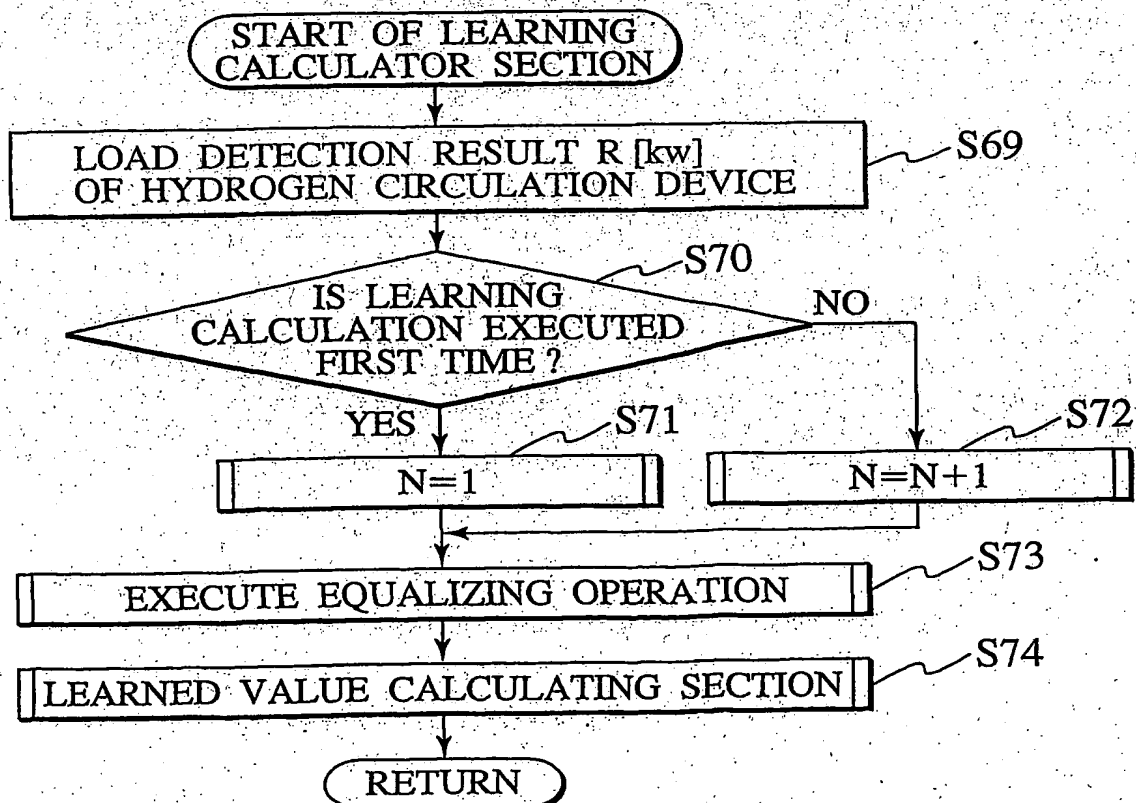 START OF LEARNING
CALCULATOR SECTION
LOAD DETECTION RESULT R [kw]
OF HYDROGEN CIRCULATION DEVICE
S69
S70
IS LEARNING
CALCULATION EXECUTED
FIRST TIME ?
NO
YES
S71
S72
N=1
N=N+1
S73
EXECUTE EQUALIZING OPERATION
S74
LEARNED VALUE CALCULATING SECTION
RETURN